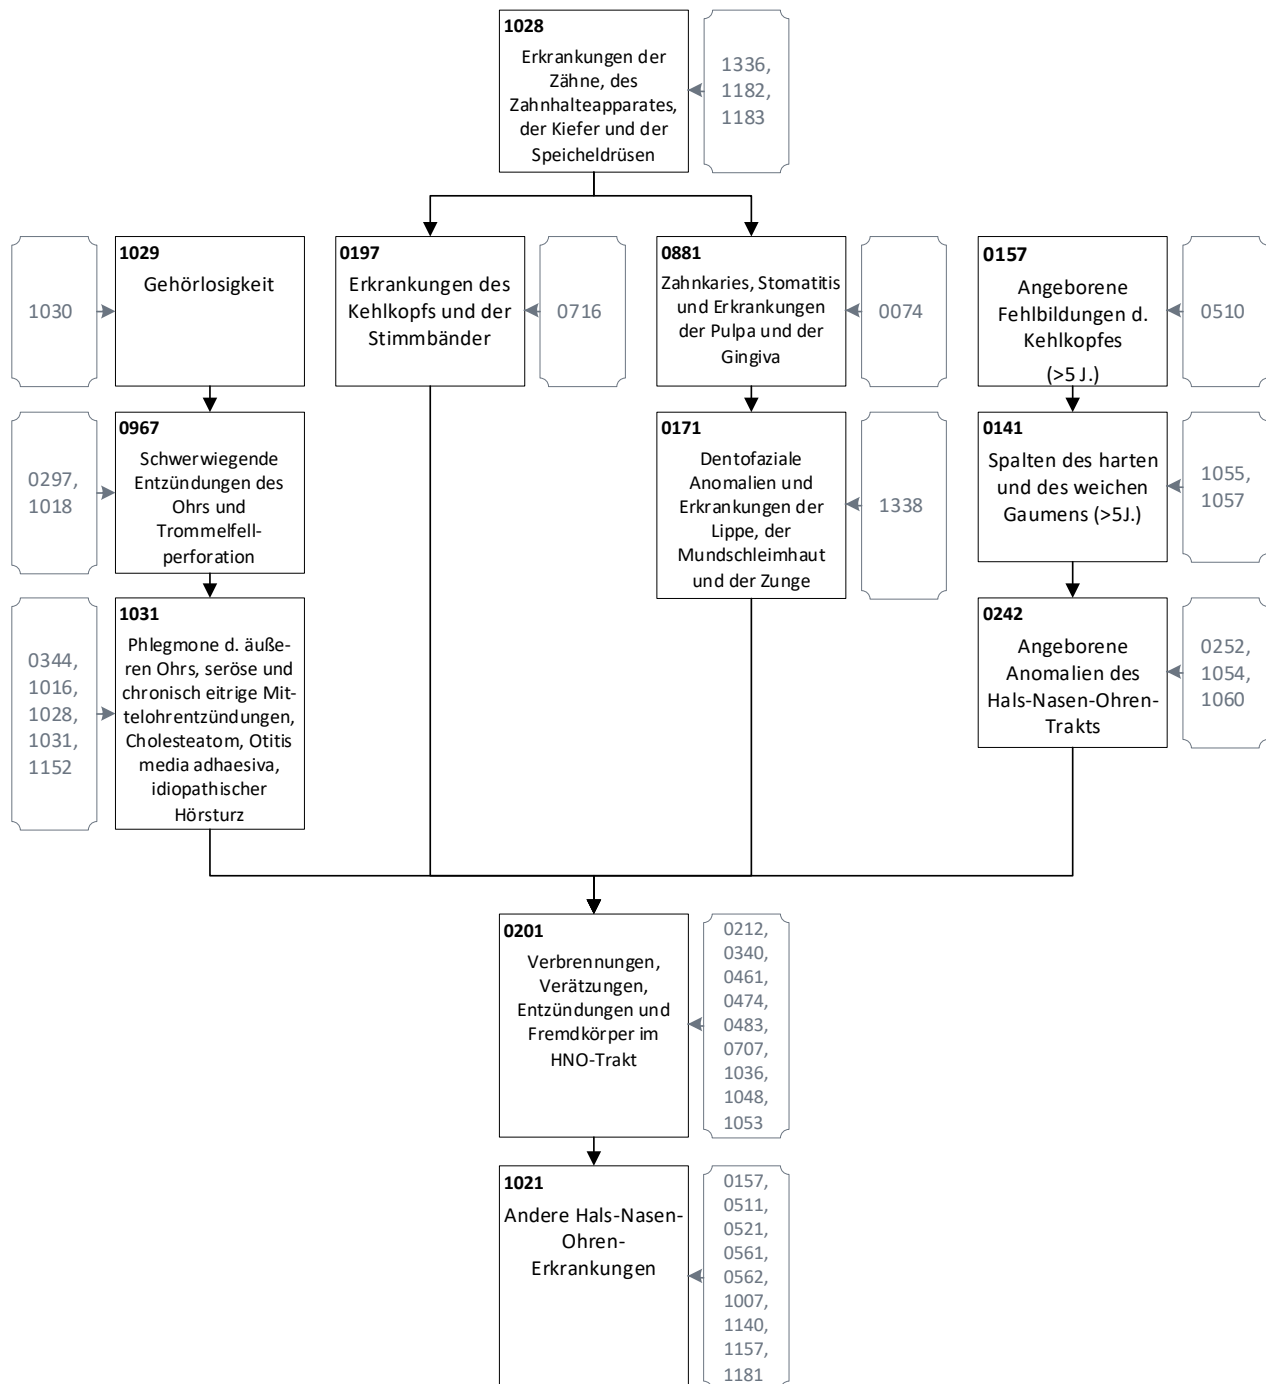 1028
Erkrankungen der
Zähne, des
Zahnhalteapparates,
der Kiefer und der
Speicheldrüsen
1336,
1182,
1183
1030
1029
Gehörlosigkeit
0197
Erkrankungen des
Kehlkopfs und der
Stimmbänder
0716
0881
Zahnkaries, Stomatitis
und Erkrankungen
der Pulpa und der
Gingiva
0074
0157
Angeborene
Fehlbildungen d.
Kehlkopfes
(>5 J.)
0510
0297,
1018
0967
Schwerwiegende
Entzündungen des
Ohrs und
Trommelfell-
perforation
0171
Dentofaziale
Anomalien und
Erkrankungen der
Lippe, der
Mundschleimhaut
und der Zunge
1338
0141
Spalten des harten
und des weichen
Gaumens (>5J.)
1055,
1057
0344,
1016,
1028,
1031,
1152
1031
Phlegmone d. äuße-
ren Ohrs, seröse und
chronisch eitrige Mit-
telohrentzündungen,
Cholesteatom, Otitis
media adhaesiva,
idiopathischer
Hörsturz
0242
Angeborene
Anomalien des
Hals-Nasen-Ohren-
Trakts
0252,
1054,
1060
0201
Verbrennungen,
Verätzungen,
Entzündungen und
Fremdkörper im
HNO-Trakt
0212,
0340,
0461,
0474,
0483,
0707,
1036,
1048,
1053
1021
Andere Hals-Nasen-
Ohren-
Erkrankungen
0157,
0511,
0521,
0561,
0562,
1007,
1140,
1157,
1181